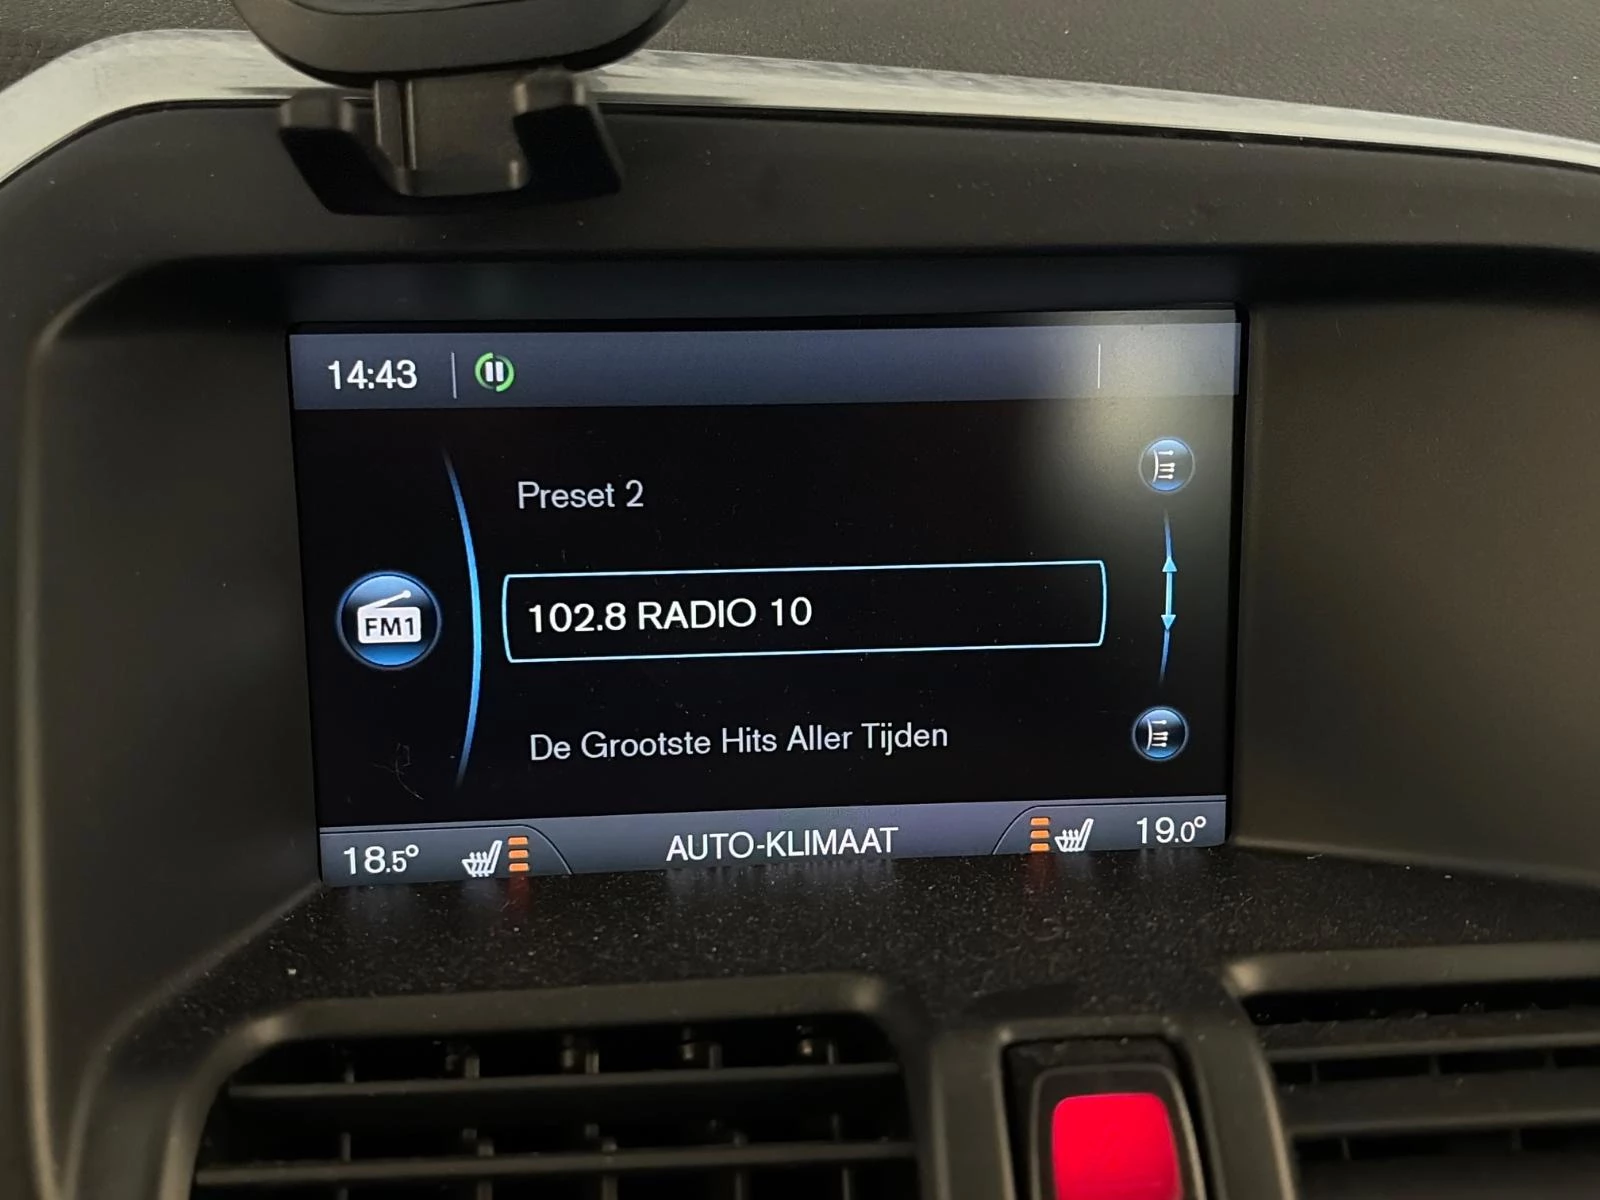 14:43
Preset 2
FM1
102.8 RADIO 10
De Grootste Hits Aller Tijden
18.5° AUTO-KLIMAAT 19.0°